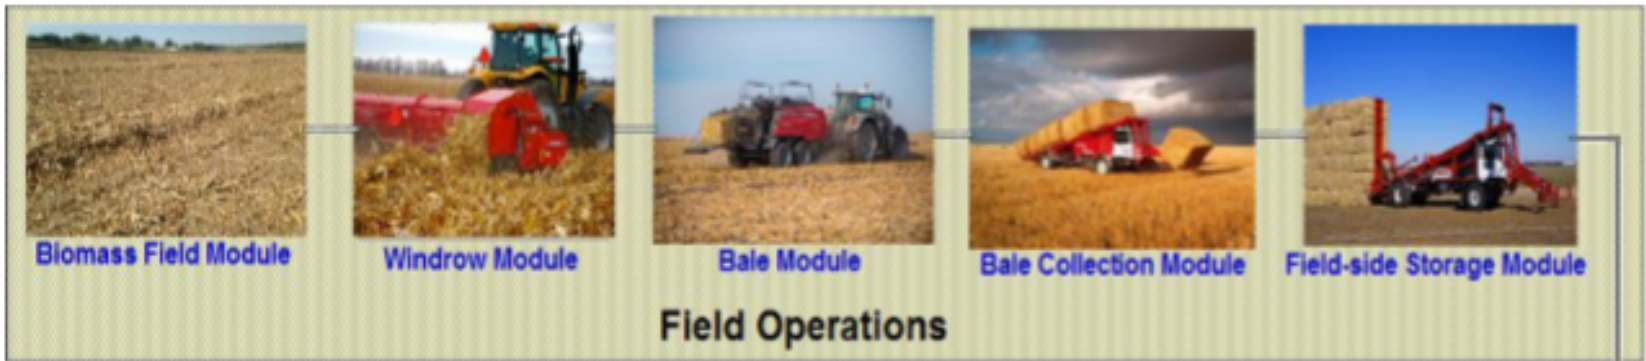 Biomass Field Module
Windrow Module
Bale Module
Bale Collection Module
Field-side Storage Module
Field Operations